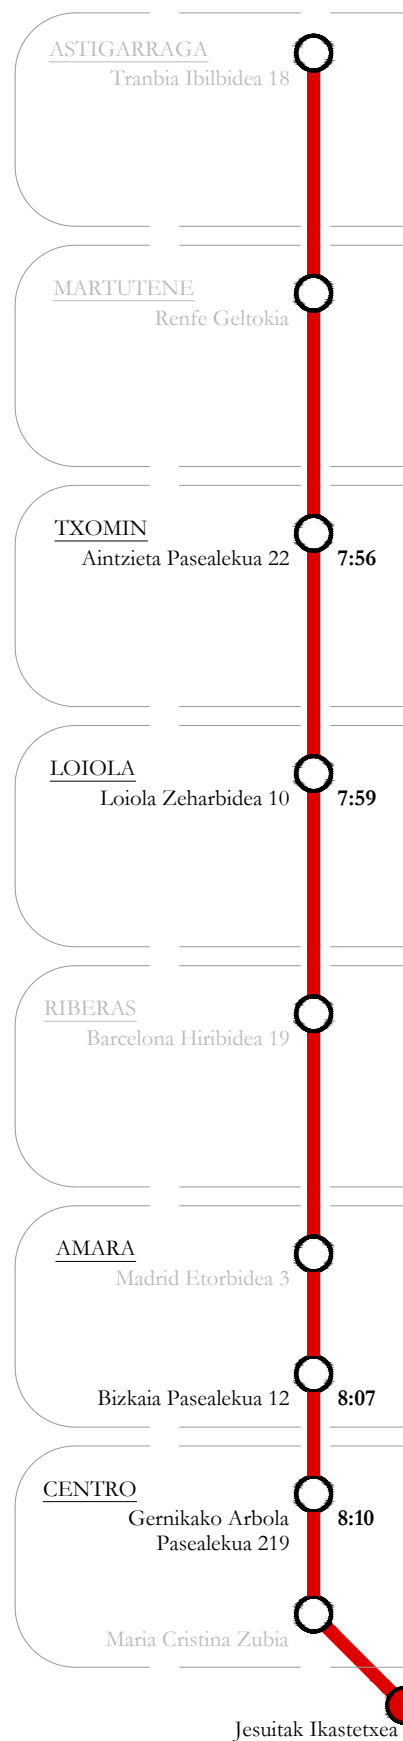 ASTIGARRAGA
Tranbia Ibilbidea 18
MARTUTENE
Renfe Geltokia
TXOMIN
Aintzieta Pasealekua 22 7:56
LOIOLA
Loiola Zeharbidea 10 7:59
RIBERAS
Barcelona Hiribidea 19
AMARA
Madrid Etorbidea 3
Bizkaia Pasealekua 12 8:07
CENTRO
Gernikako Arbola 8:10
Pasealekua 219
Maria Cristina Zubia
Jesuitak Ikastetxea